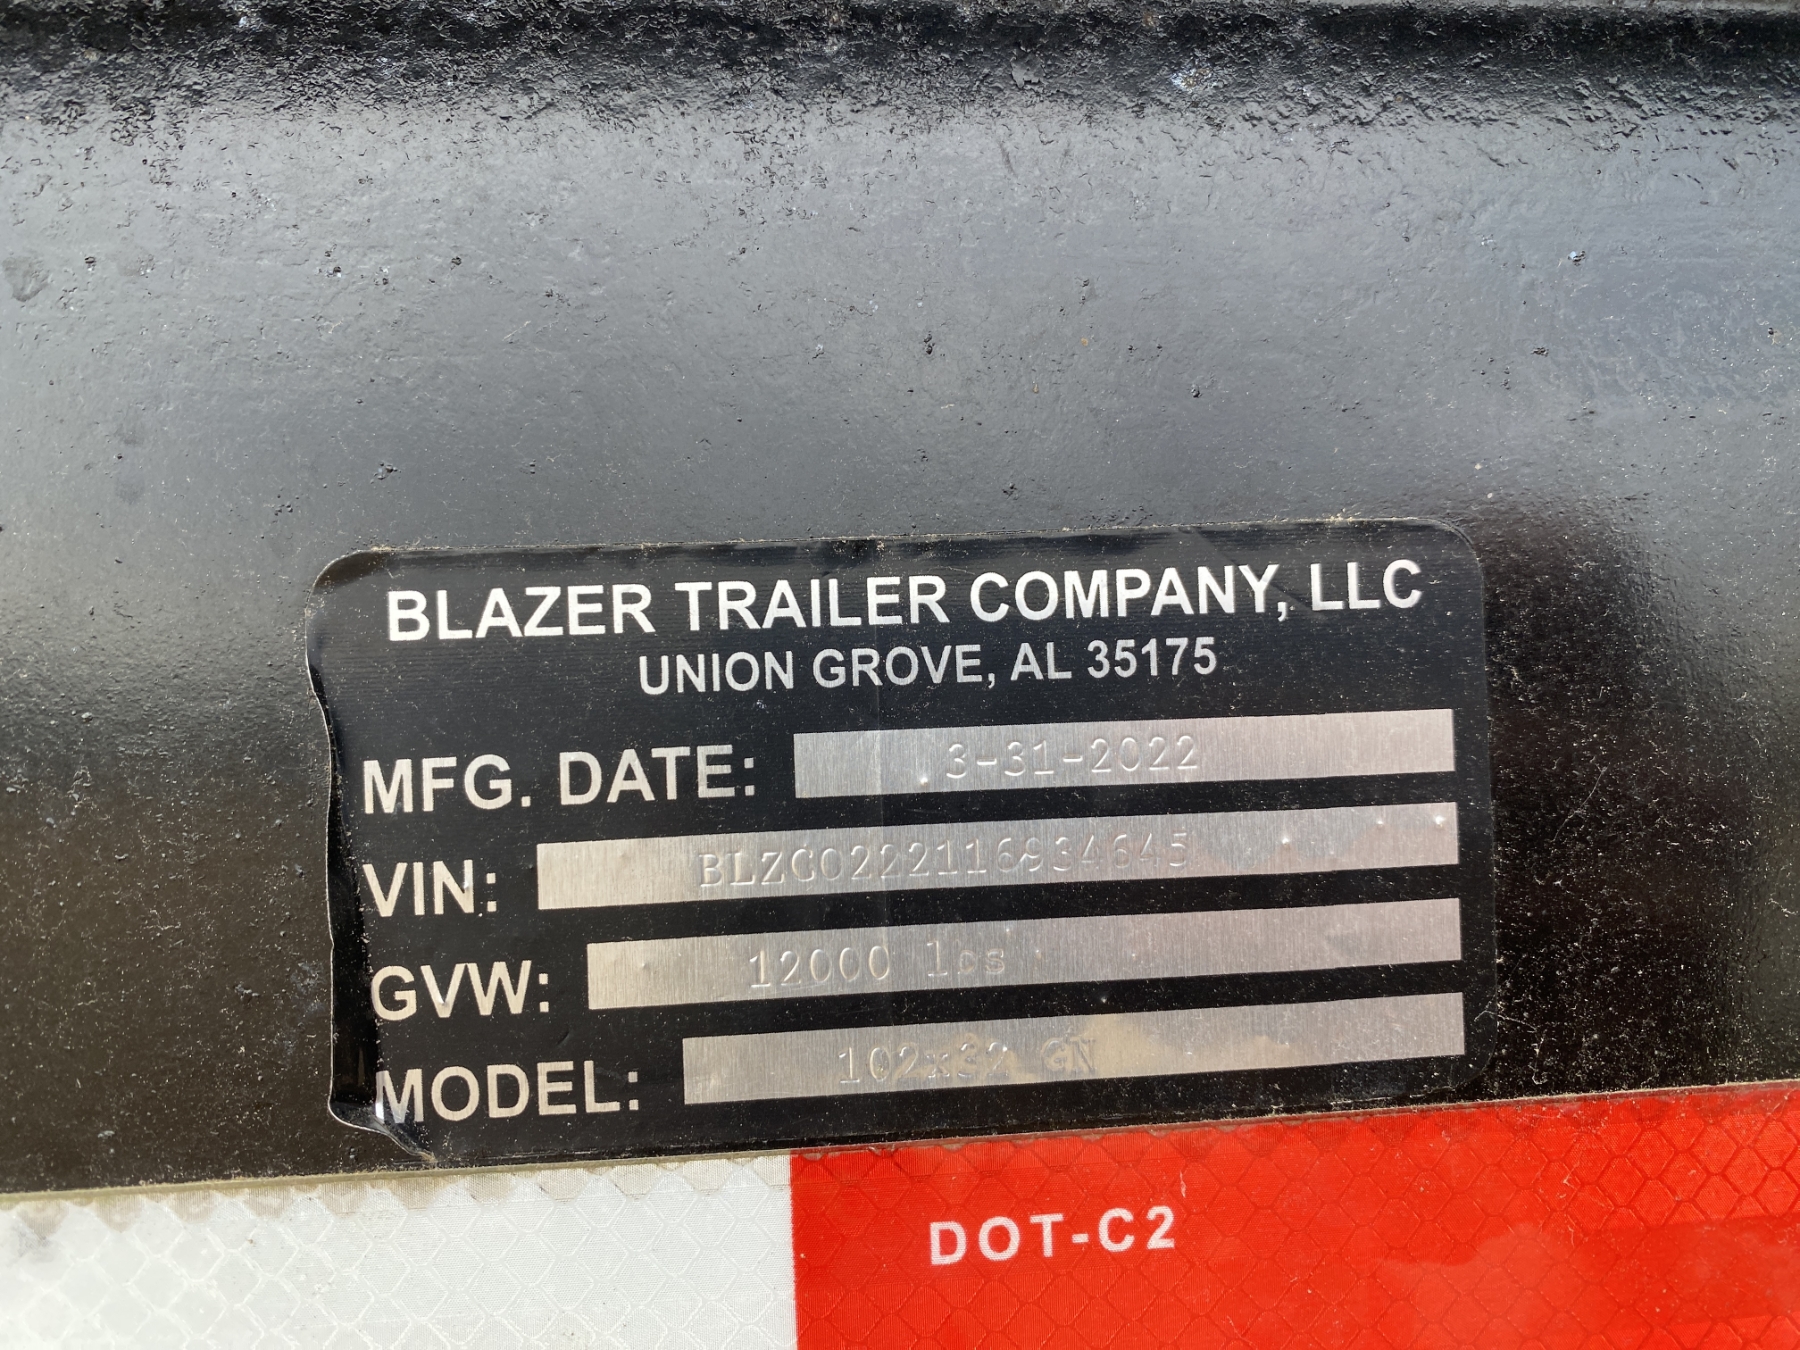 BLAZER TRAILER COMPANY, LLC
UNION GROVE, AL 35175
MFG. DATE: 3-31-2022
VIN: BLZG0222116934645
GVW: 12000 lbs
MODEL: 102x32 GN
DOT-C2